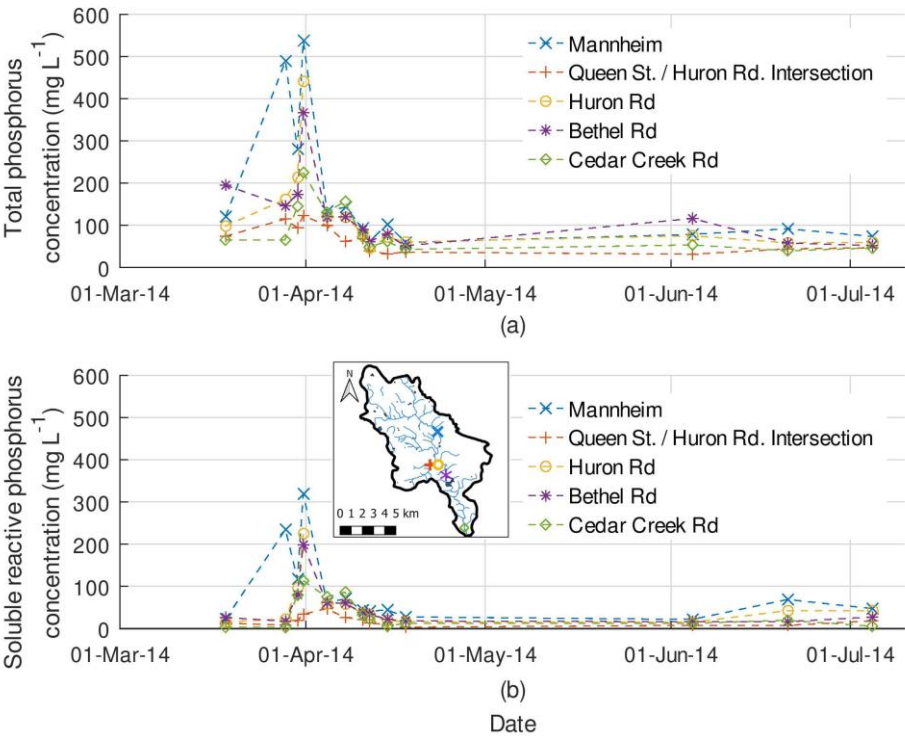 600
500
400
300
200
100
0
Total phosphorus
concentration (mg L-1)
Mannheim
Queen St. / Huron Rd. Intersection
Huron Rd
Bethel Rd
Cedar Creek Rd
01-Mar-14 01-Apr-14 01-May-14 01-Jun-14 01-Jul-14
(a)
600
500
400
300
200
100
0
Soluble reactive phosphorus
concentration (mg L-1)
N
0 1 2 3 4 5 km
Mannheim
Queen St. / Huron Rd. Intersection
Huron Rd
Bethel Rd
Cedar Creek Rd
01-Mar-14 01-Apr-14 01-May-14 01-Jun-14 01-Jul-14
(b)
Date